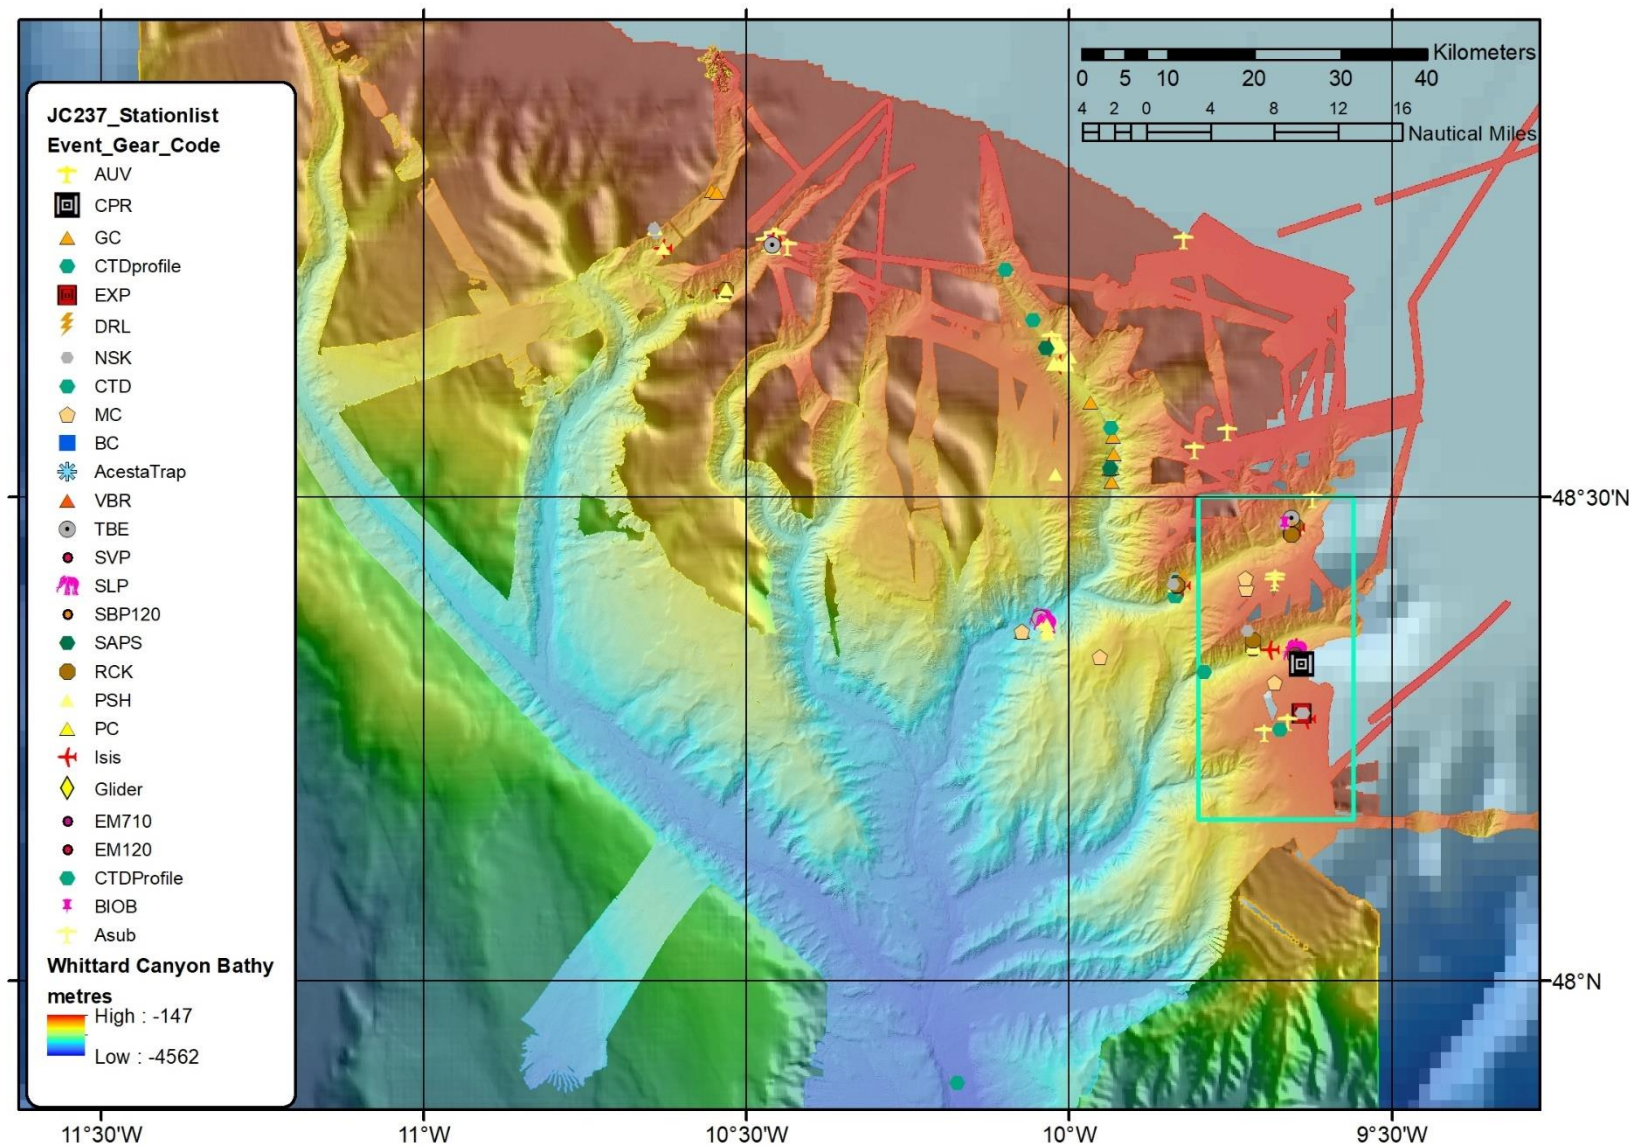 JC237_Stationlist
Event_Gear_Code
AUV
CPR
GC
CTDprofile
EXP
DRL
NSK
CTD
MC
BC
AcestaTrap
VBR
TBE
SVP
SLP
SBP120
SAPS
RCK
PSH
PC
Isis
Glider
EM710
EM120
CTDProfile
BIOB
Asub
Whittard Canyon Bathy
metres
High : -147
Low : -4562
Kilometers
0 5 10 20 30 40
4 2 0 4 8 12 16
Nautical Miles
48°30'N
48°N
11°30'W 11°W 10°30'W 10°W 9°30'W